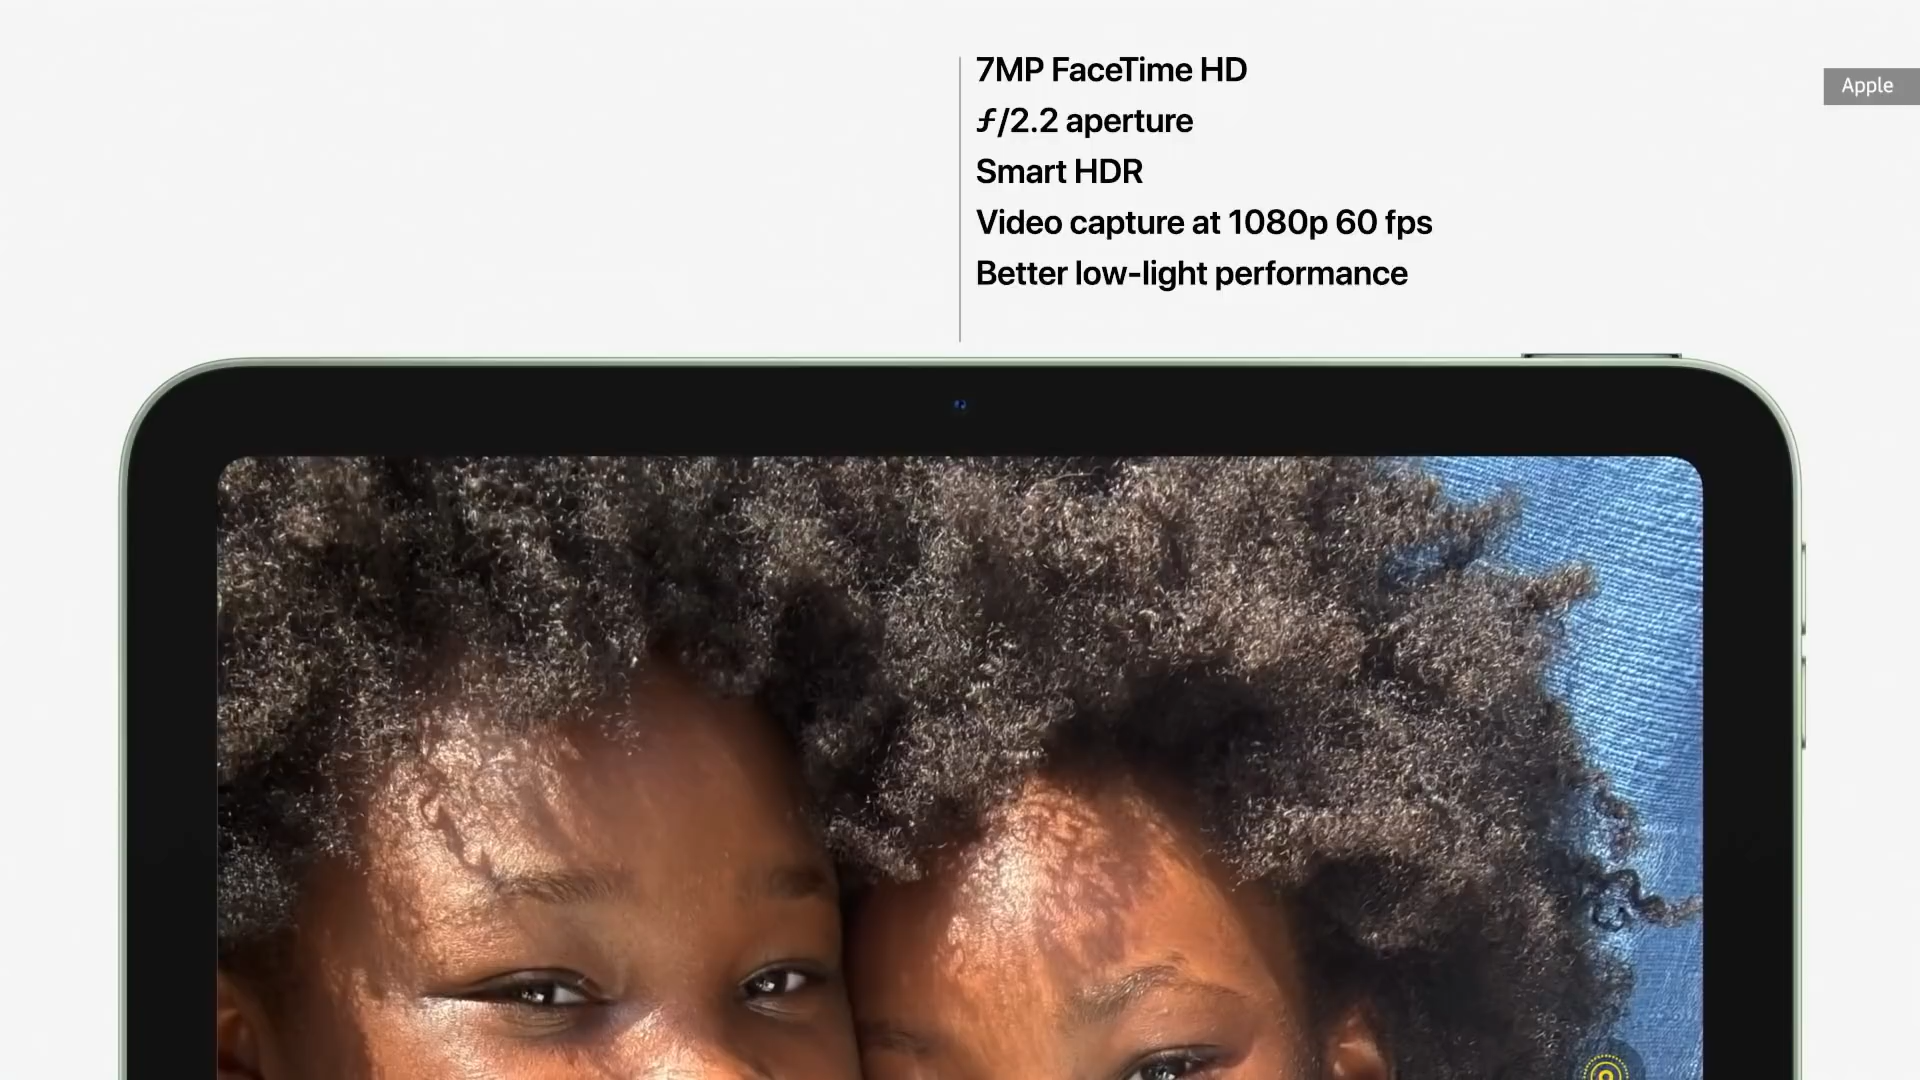 7MP FaceTime HD
ƒ/2.2 aperture
Smart HDR
Video capture at 1080p 60 fps
Better low-light performance
Apple